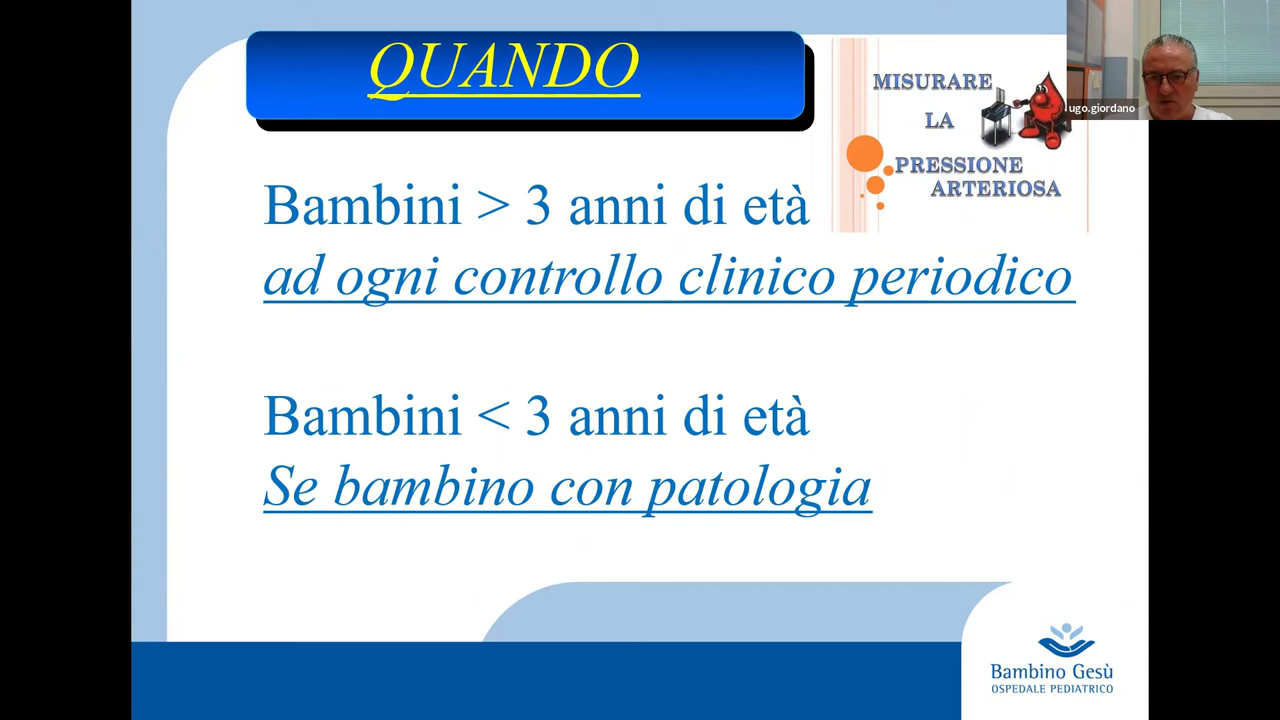 QUANDO
MISURARE
LA
PRESSIONE
ARTERIOSA
ugo.giordano
Bambini > 3 anni di età
ad ogni controllo clinico periodico
Bambini < 3 anni di età
Se bambino con patologia
Bambino Gesù
OSPEDALE PEDIATRICO